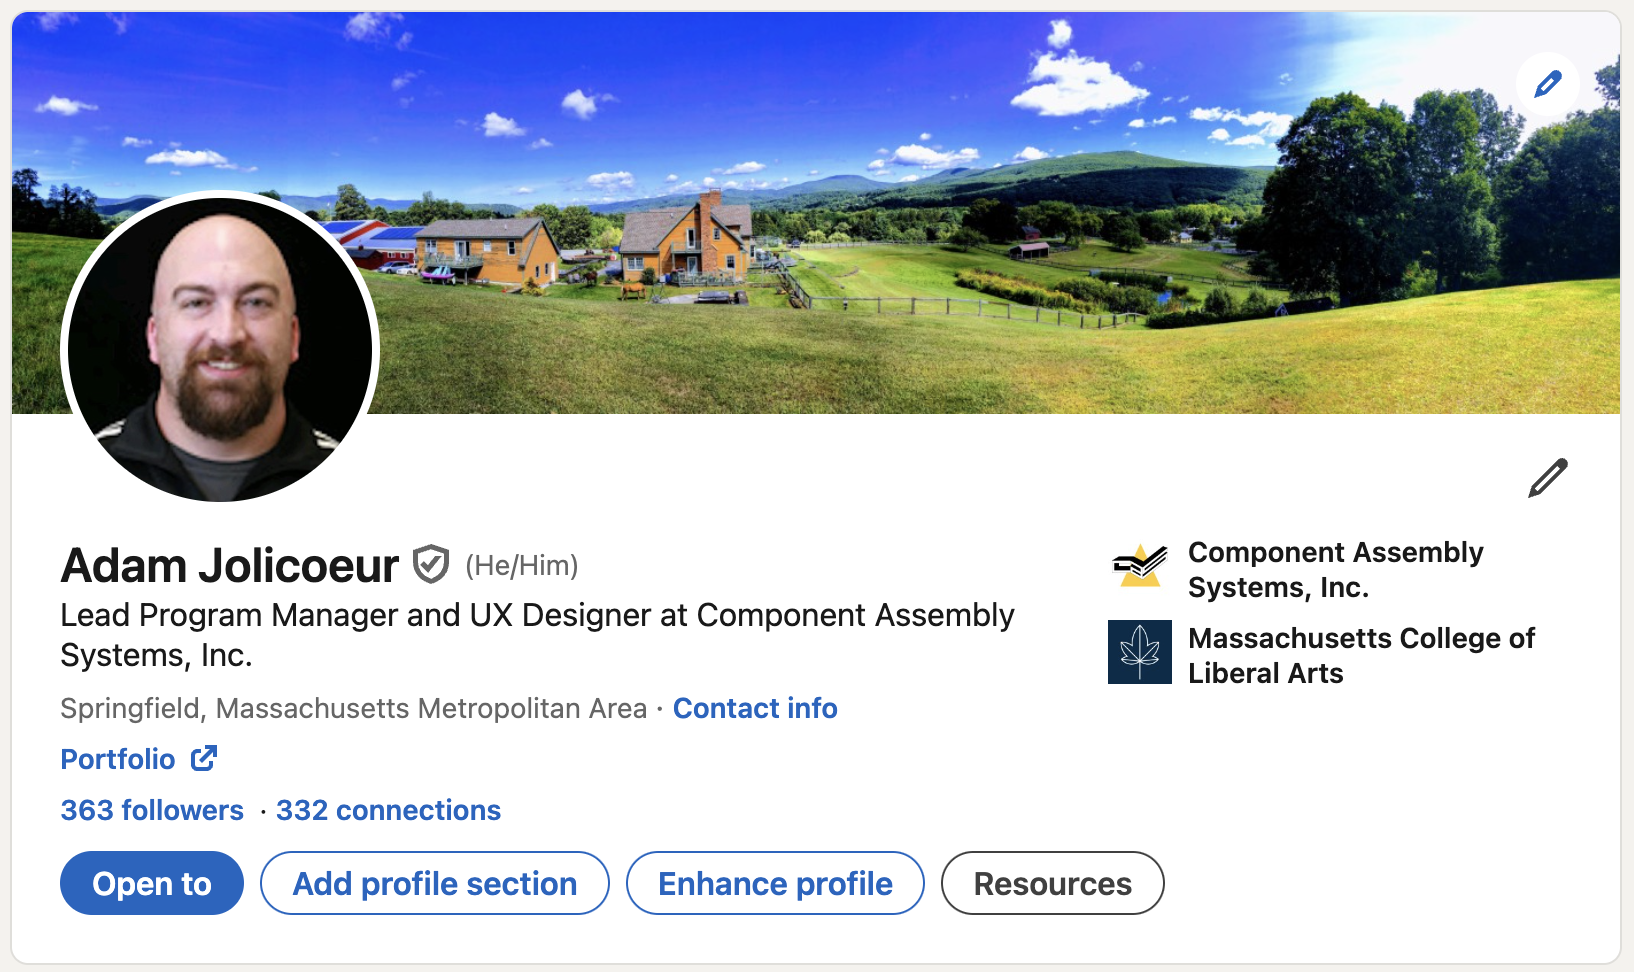 Adam Jolicoeur (He/Him)
Lead Program Manager and UX Designer at Component Assembly
Systems, Inc.
Springfield, Massachusetts Metropolitan Area · Contact info
Portfolio
363 followers · 332 connections
Open to
Add profile section
Enhance profile
Resources
Component Assembly
Systems, Inc.
Massachusetts College of
Liberal Arts